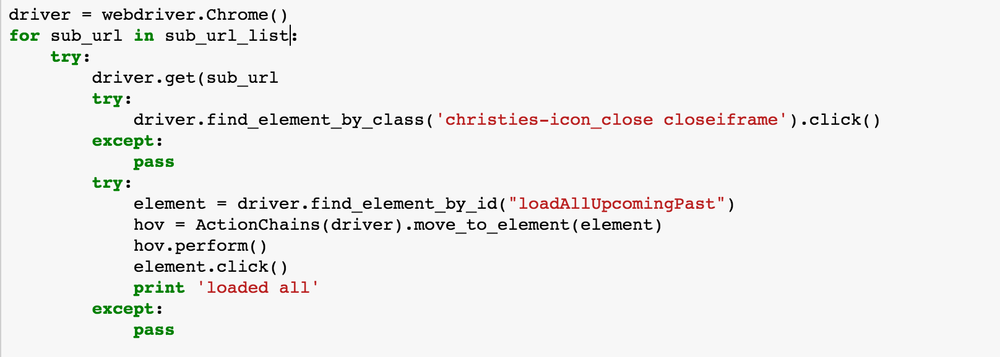 driver = webdriver.Chrome()
for sub_url in sub_url_list:
    try:
        driver.get(sub_url
        try:
            driver.find_element_by_class('christies-icon_close closeiframe').click()
        except:
            pass
        try:
            element = driver.find_element_by_id("loadAllUpcomingPast")
            hov = ActionChains(driver).move_to_element(element)
            hov.perform()
            element.click()
            print 'loaded all'
        except:
            pass